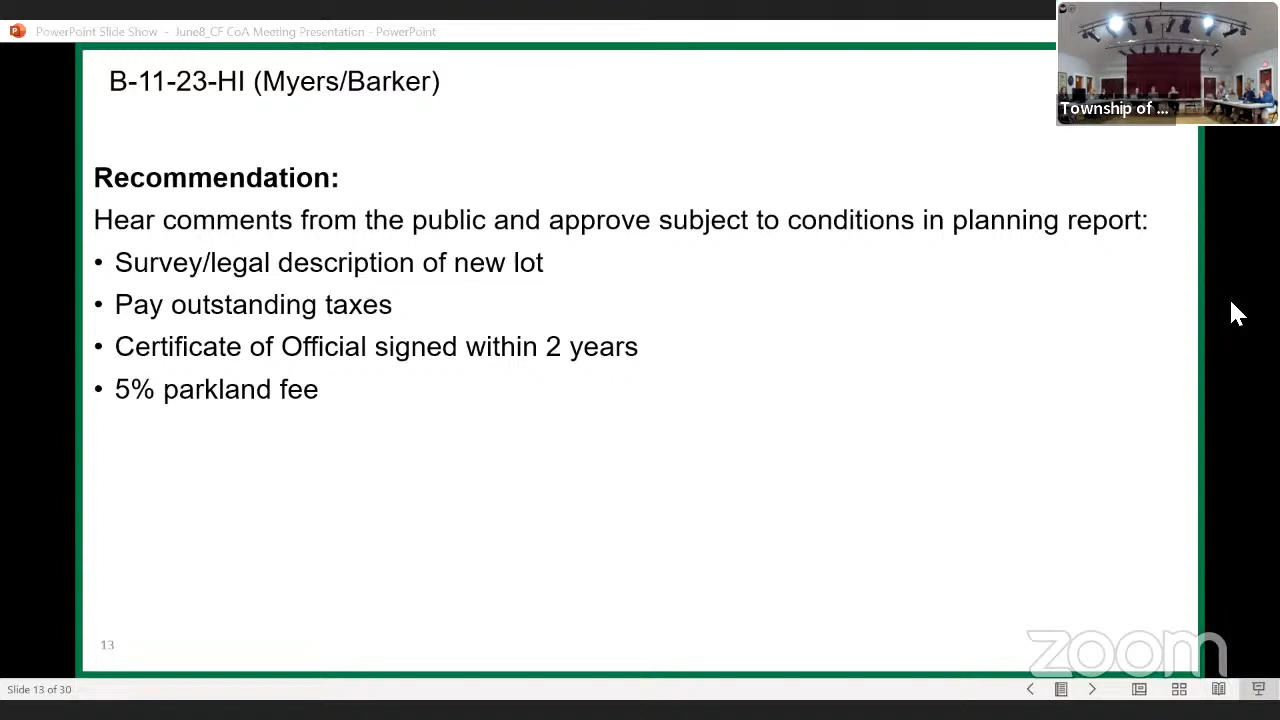 PowerPoint Slide Show - June8_CF CoA Meeting Presentation - PowerPoint
Township of ...
B-11-23-HI (Myers/Barker)
Recommendation:
Hear comments from the public and approve subject to conditions in planning report:
• Survey/legal description of new lot
• Pay outstanding taxes
• Certificate of Official signed within 2 years
• 5% parkland fee
13
zoom
Slide 13 of 30